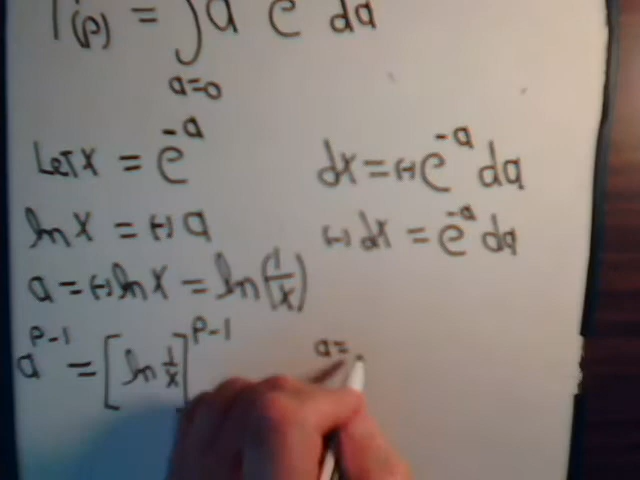 Γ(p) = ∫ a e da
a=0
Let x = e^-a dx = (-) e^-a da
ln x = (-) a (-) dx = e^-a da
a = (-) ln x = ln(1/x)
a^p-1 = [ln 1/x]^p-1 a =